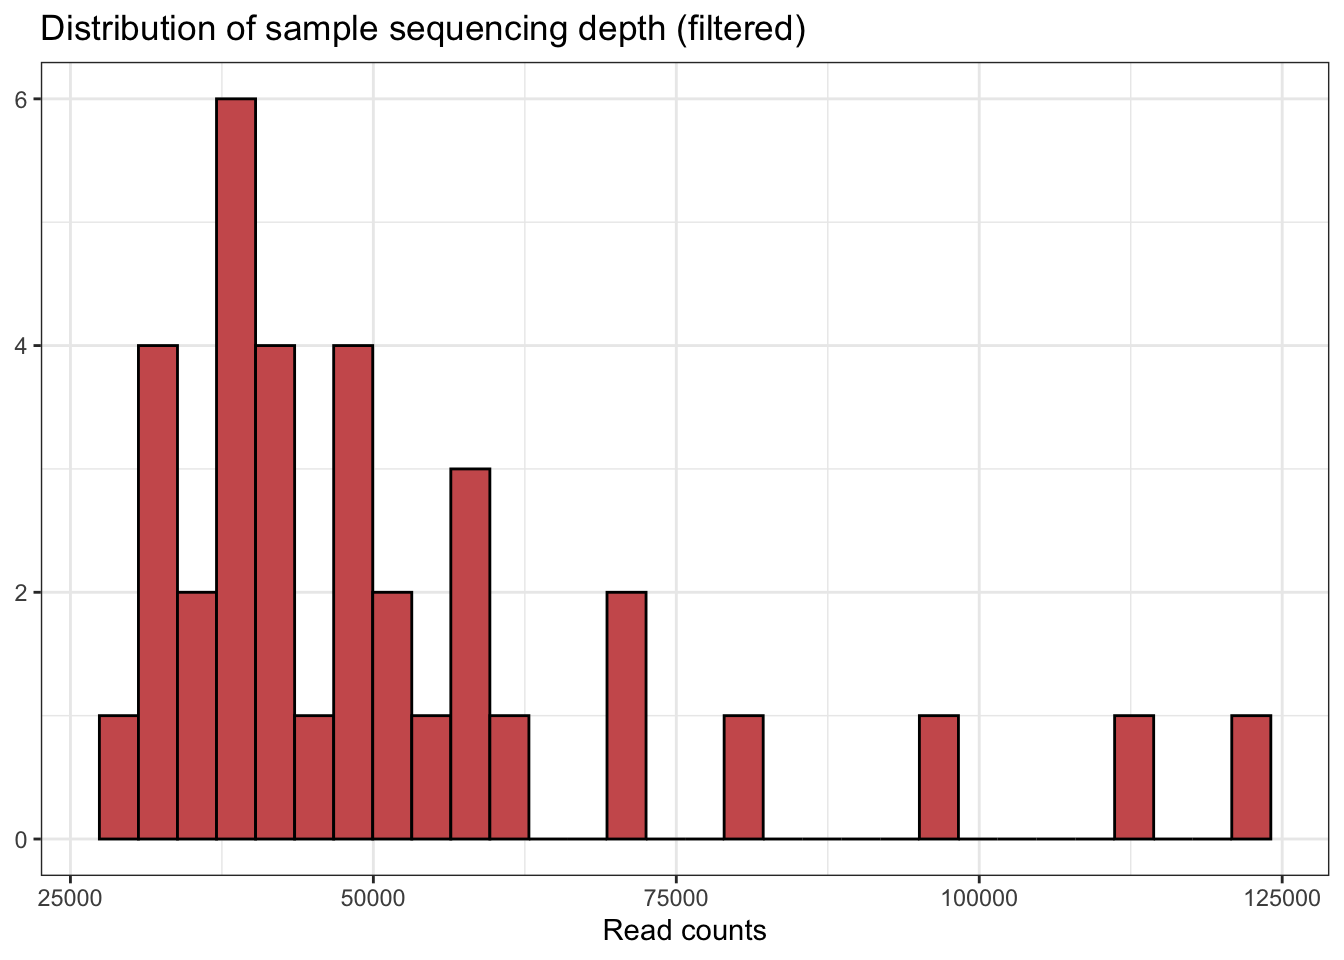 Distribution of sample sequencing depth (filtered)
6
4
2
0
25000 50000 75000 100000 125000
Read counts